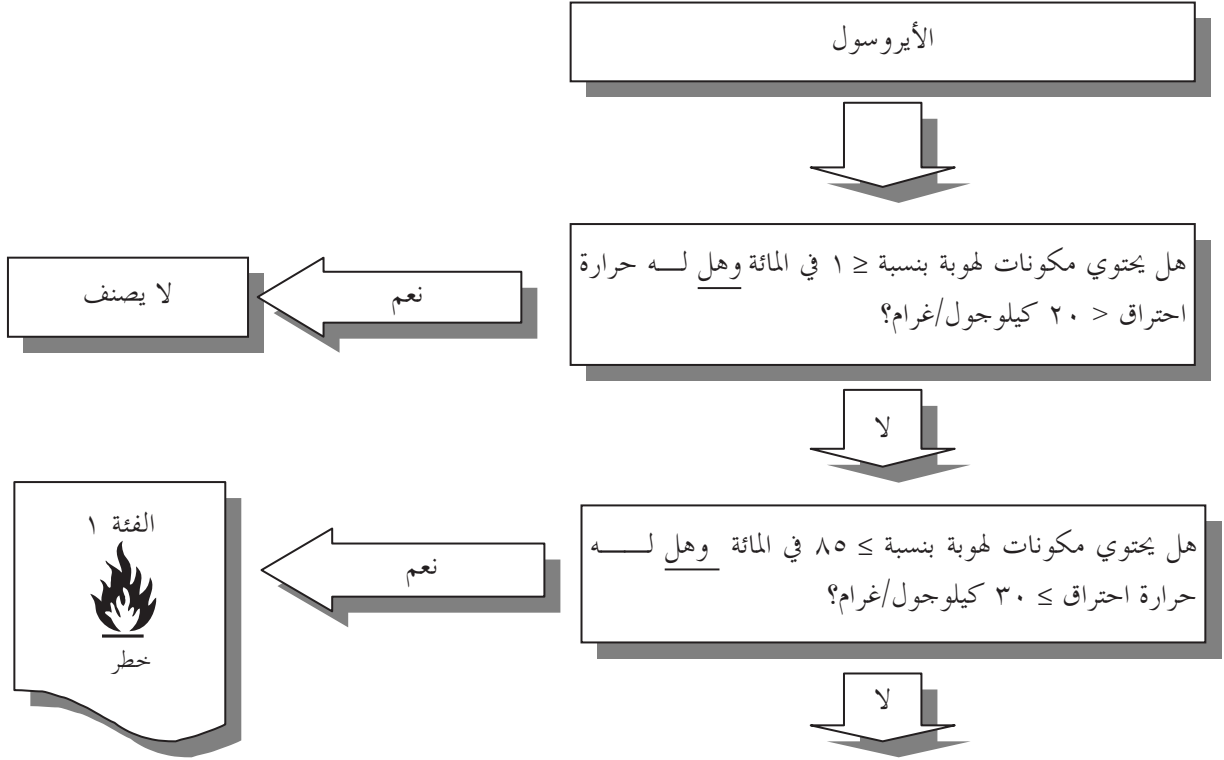 الأيروسول
هل يحتوي مكونات لهوبة بنسبة ≤ ١ في المائة وهل له حرارة
احتراق < ٢٠ كيلوجول/غرام؟
نعم
لا يصنف
لا
هل يحتوي مكونات لهوبة بنسبة ≥ ٨٥ في المائة وهل له
حرارة احتراق ≥ ٣٠ كيلوجول/غرام؟
نعم
الفئة ١
خطر
لا